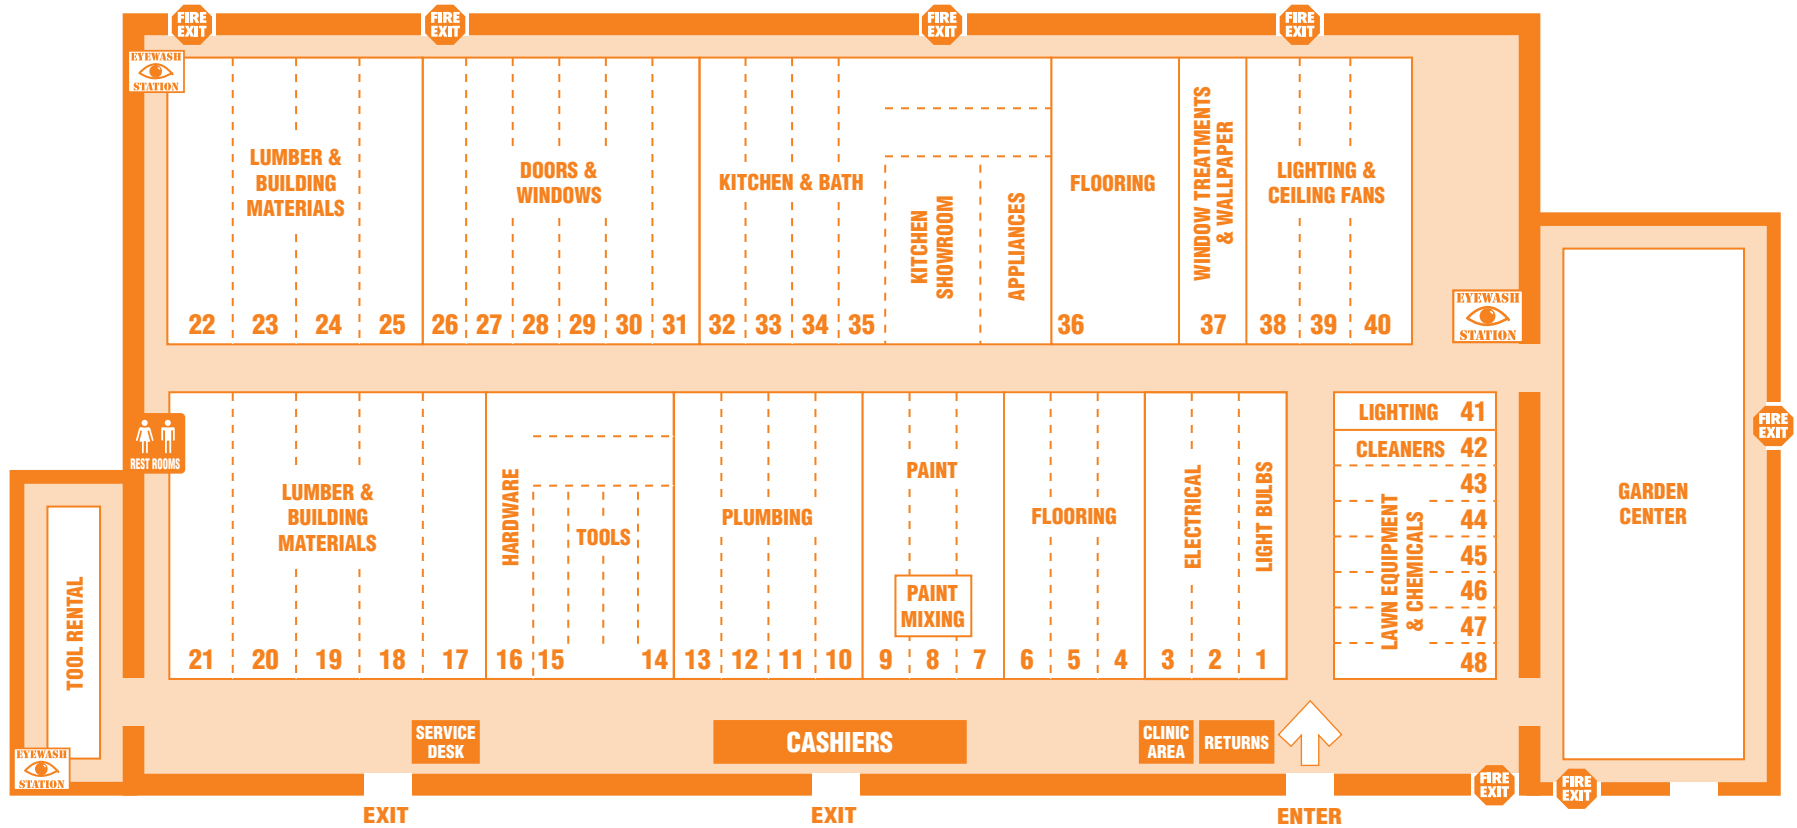 FIRE
EXIT
FIRE
EXIT
FIRE
EXIT
FIRE
EXIT
EYEWASH
STATION
LUMBER &
BUILDING
MATERIALS
DOORS &
WINDOWS
KITCHEN & BATH
KITCHEN
SHOWROOM
APPLIANCES
FLOORING
WINDOW TREATMENTS
& WALLPAPER
LIGHTING &
CEILING FANS
22 23 24 25 26 27 28 29 30 31 32 33 34 35 36 37 38 39 40
EYEWASH
STATION
REST ROOMS
LUMBER &
BUILDING
MATERIALS
HARDWARE
TOOLS
PLUMBING
PAINT
PAINT
MIXING
FLOORING
ELECTRICAL
LIGHT BULBS
21 20 19 18 17 16 15 14 13 12 11 10 9 8 7 6 5 4 3 2 1
LIGHTING 41
CLEANERS 42
43
44
45
46
47
48
LAWN EQUIPMENT
& CHEMICALS
GARDEN
CENTER
FIRE
EXIT
TOOL RENTAL
EYEWASH
STATION
SERVICE
DESK
CASHIERS
CLINIC
AREA
RETURNS
FIRE
EXIT
FIRE
EXIT
EXIT
EXIT
ENTER